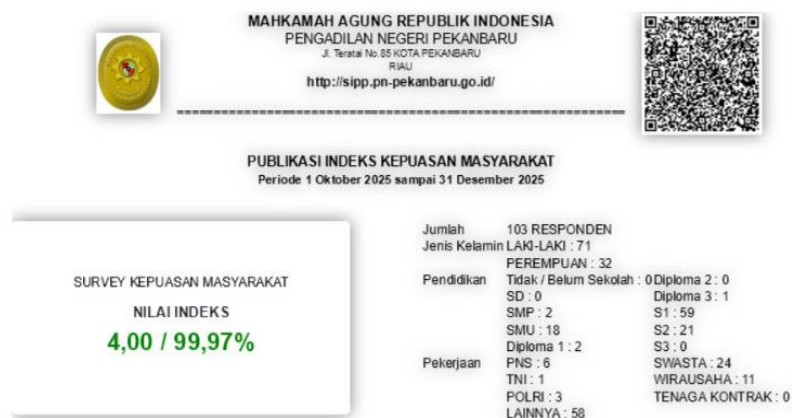 MAHKAMAH AGUNG REPUBLIK INDONESIA
PENGADILAN NEGERI PEKANBARU
Jl. Teratai No.85 KOTA PEKANBARU
RIAU
http://sipp.pn-pekanbaru.go.id/
PUBLIKASI INDEKS KEPUASAN MASYARAKAT
Periode 1 Oktober 2025 sampai 31 Desember 2025
SURVEY KEPUASAN MASYARAKAT
NILAI INDEKS
4,00 / 99,97%
Jumlah 103 RESPONDEN
Jenis Kelamin LAKI-LAKI : 71
PEREMPUAN : 32
Pendidikan Tidak / Belum Sekolah : 0 Diploma 2 : 0
SD : 0 Diploma 3 : 1
SMP : 2 S1 : 59
SMU : 18 S2 : 21
Diploma 1 : 2 S3 : 0
Pekerjaan PNS : 6 SWASTA : 24
TNI : 1 WIRAUSAHA : 11
POLRI : 3 TENAGA KONTRAK : 0
LAINNYA : 58